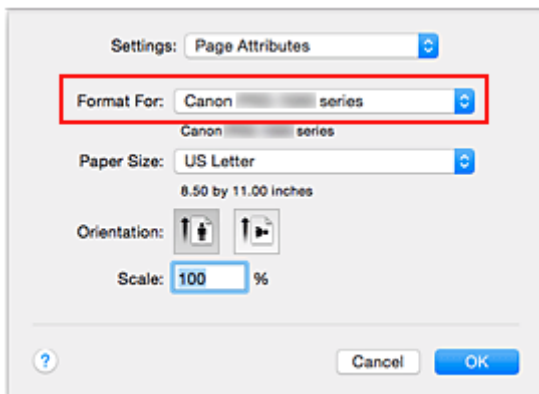 Settings: Page Attributes
Format For: Canon series
Canon series
Paper Size: US Letter
8.50 by 11.00 inches
Orientation:
Scale: 100 %
? Cancel OK